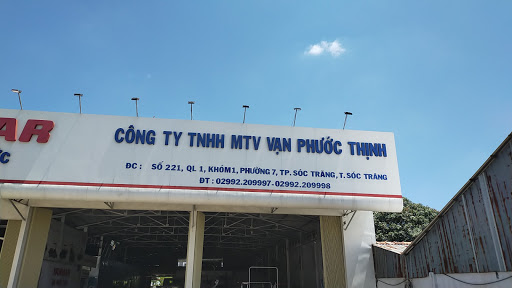 AR
CÔNG TY TNHH MTV VẠN PHƯỚC THỊNH
ĐC : SỐ 221, QL 1, KHÓM 1, PHƯỜNG 7, TP. SÓC TRĂNG, T. SÓC TRĂNG
ĐT : 02992.209997-02992.209998